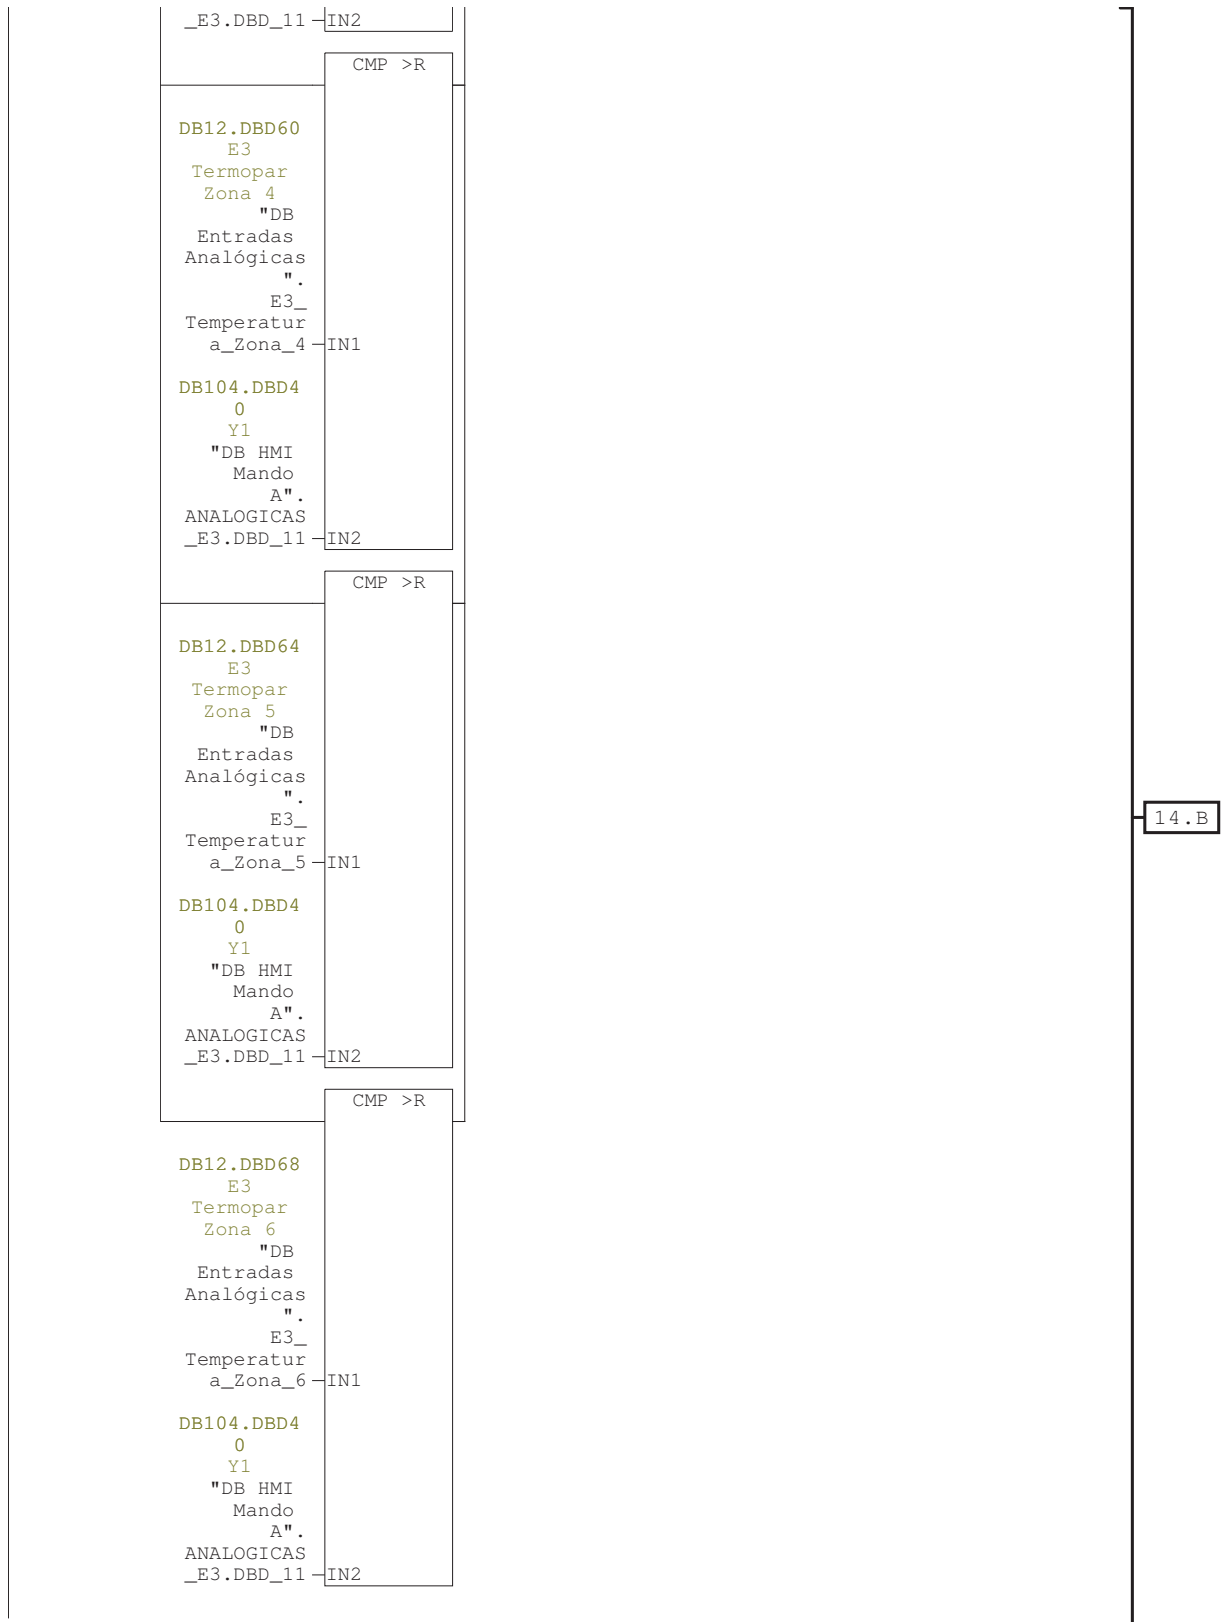 _E3.DBD_11 IN2
CMP >R
DB12.DBD60
E3
Termopar
Zona 4
"DB
Entradas
Analógicas
".
E3_
Temperatur
a_Zona_4 IN1
DB104.DBD4
0
Y1
"DB HMI
Mando
A".
ANALOGICAS
_E3.DBD_11 IN2
CMP >R
DB12.DBD64
E3
Termopar
Zona 5
"DB
Entradas
Analógicas
".
E3_
Temperatur
a_Zona_5 IN1
DB104.DBD4
0
Y1
"DB HMI
Mando
A".
ANALOGICAS
_E3.DBD_11 IN2
CMP >R
DB12.DBD68
E3
Termopar
Zona 6
"DB
Entradas
Analógicas
".
E3_
Temperatur
a_Zona_6 IN1
DB104.DBD4
0
Y1
"DB HMI
Mando
A".
ANALOGICAS
_E3.DBD_11 IN2
14.B